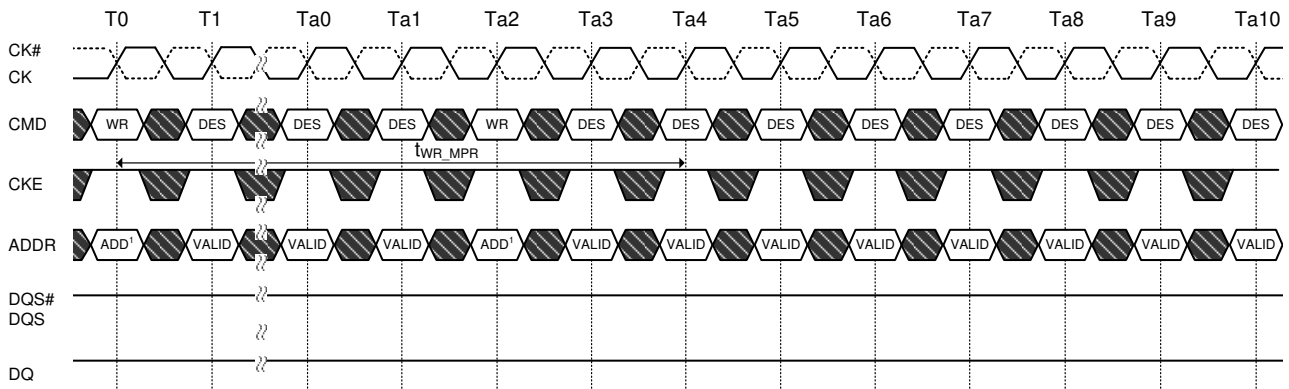 T0 T1 Ta0 Ta1 Ta2 Ta3 Ta4 Ta5 Ta6 Ta7 Ta8 Ta9 Ta10
CK#
CK
CMD WR DES DES DES WR DES DES DES DES DES DES DES DES
tWR_MPR
CKE
ADDR ADD¹ VALID VALID VALID ADD¹ VALID VALID VALID VALID VALID VALID VALID VALID
DQS#
DQS
DQ